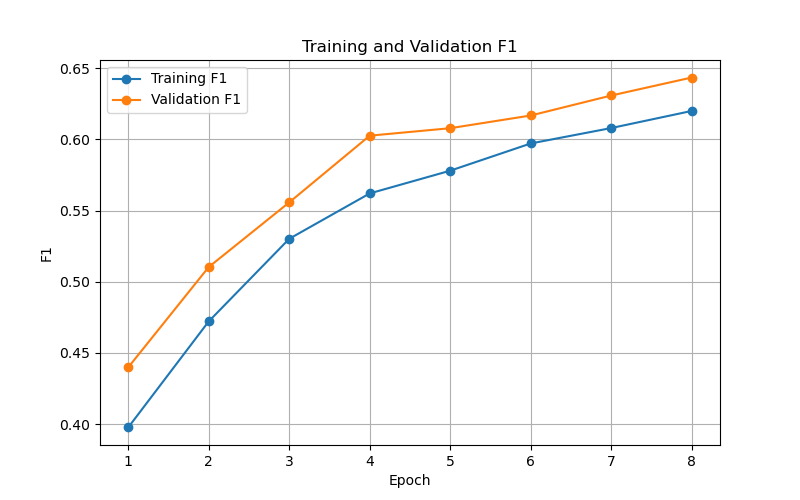 Training and Validation F1
Training F1
Validation F1
0.65
0.60
0.55
0.50
0.45
0.40
F1
1 2 3 4 5 6 7 8
Epoch